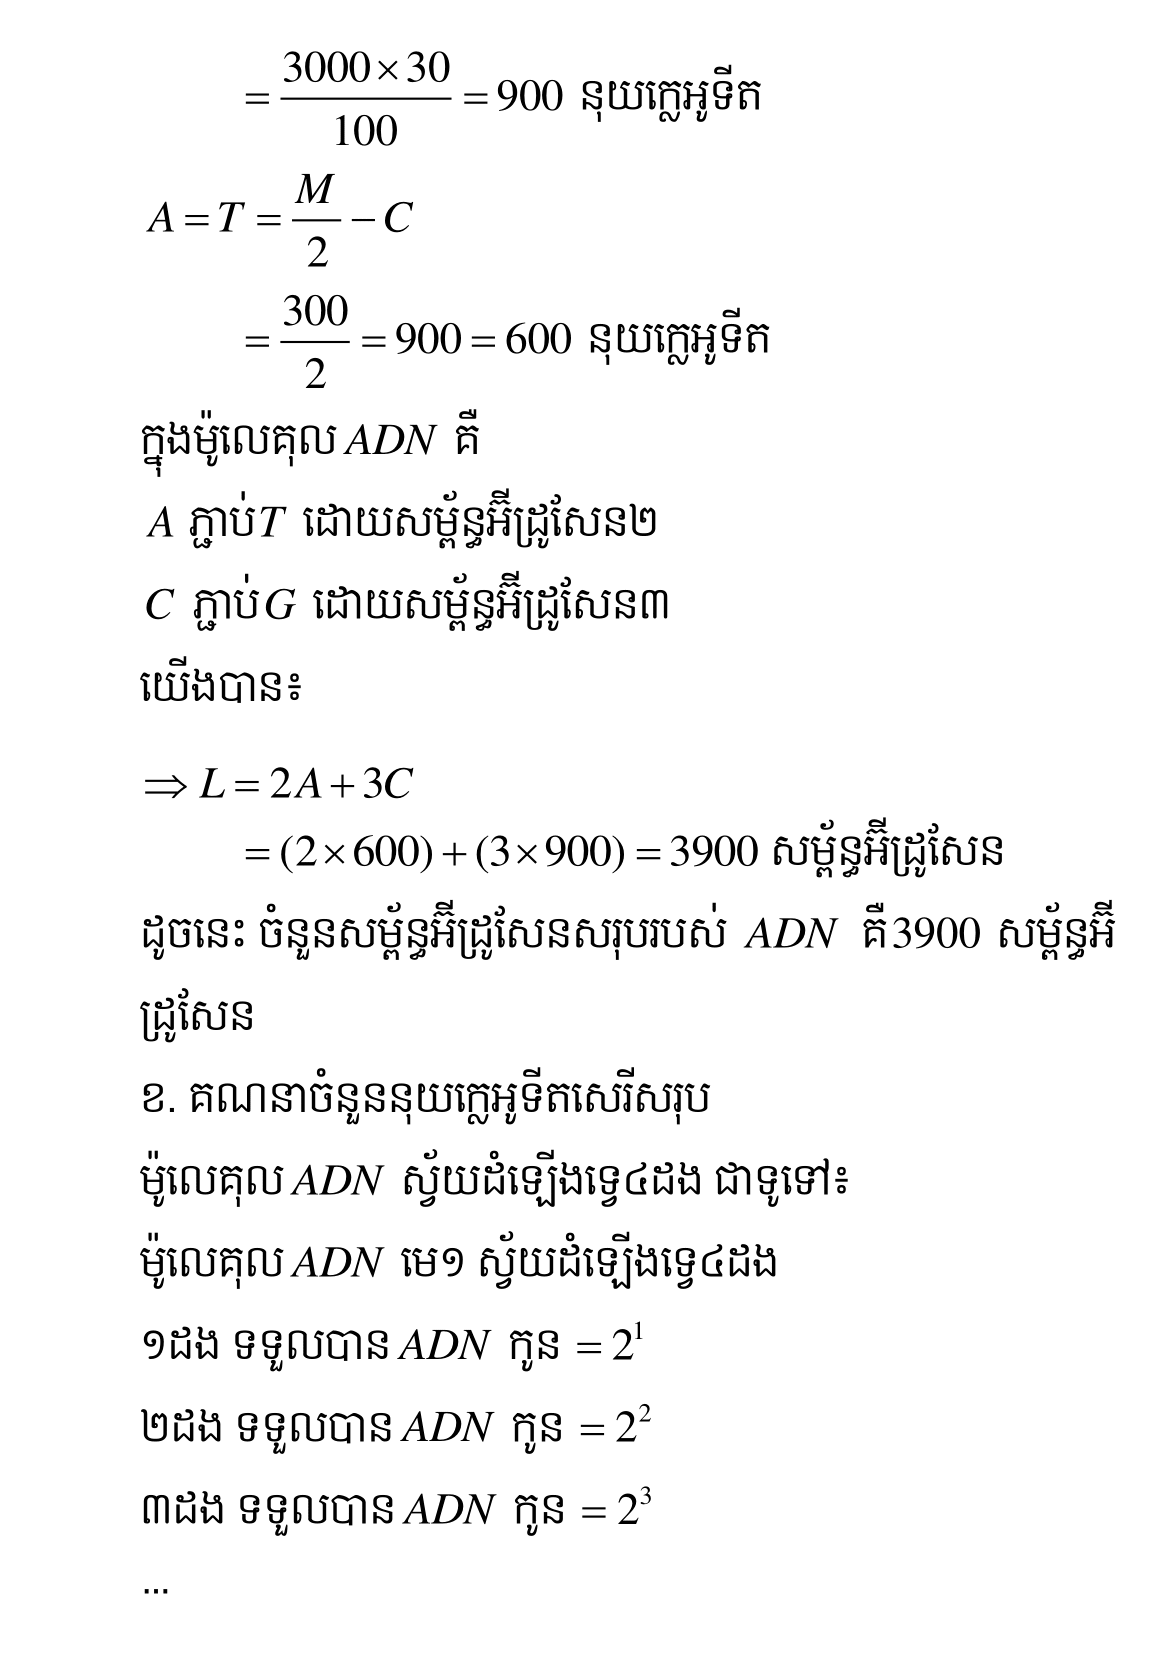 = \frac{3000 × 30}{100} = 900 នុយក្លេអូទីត
A = T = \frac{M}{2} − C
= \frac{300}{2} = 900 = 600 នុយក្លេអូទីត
ក្នុងម៉ូលេគុល ADN គឺ
A ភ្ជាប់ T ដោយសម្ព័ន្ធអ៊ីដ្រូសែន២
C ភ្ជាប់ G ដោយសម្ព័ន្ធអ៊ីដ្រូសែន៣
យើងបាន៖
⇒ L = 2A + 3C
= (2×600) + (3×900) = 3900 សម្ព័ន្ធអ៊ីដ្រូសែន
ដូចនេះ ចំនួនសម្ព័ន្ធអ៊ីដ្រូសែនសរុបរបស់ ADN គឺ 3900 សម្ព័ន្ធអ៊ី
ដ្រូសែន
ខ. គណនាចំនួននុយក្លេអូទីតសេរីសរុប
ម៉ូលេគុល ADN ស្វ័យដំឡើងទ្វេ៤ដង ជាទូទៅ៖
ម៉ូលេគុល ADN មេ១ ស្វ័យដំឡើងទ្វេ៤ដង
១ដង ទទួលបាន ADN កូន = 2¹
២ដង ទទួលបាន ADN កូន = 2²
៣ដង ទទួលបាន ADN កូន = 2³
...